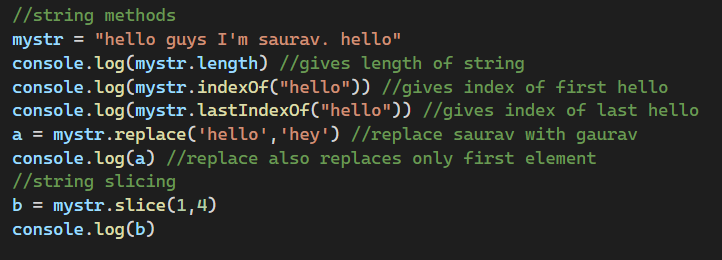 //string methods
mystr = "hello guys I'm saurav. hello"
console.log(mystr.length) //gives length of string
console.log(mystr.indexOf("hello")) //gives index of first hello
console.log(mystr.lastIndexOf("hello")) //gives index of last hello
a = mystr.replace('hello','hey') //replace saurav with gaurav
console.log(a) //replace also replaces only first element
//string slicing
b = mystr.slice(1,4)
console.log(b)